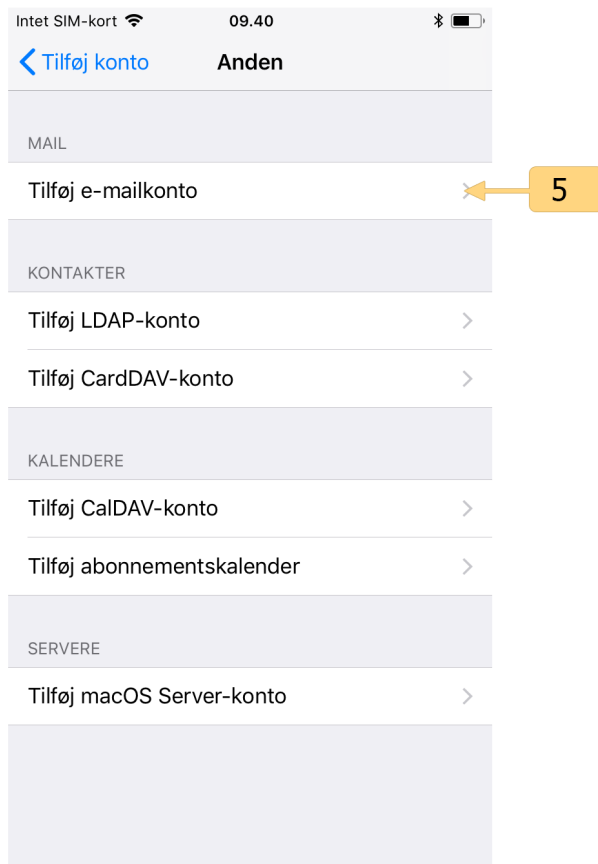 Intet SIM-kort 09.40
Tilføj konto Anden
MAIL
Tilføj e-mailkonto 5
KONTAKTER
Tilføj LDAP-konto
Tilføj CardDAV-konto
KALENDERE
Tilføj CalDAV-konto
Tilføj abonnementskalender
SERVERE
Tilføj macOS Server-konto